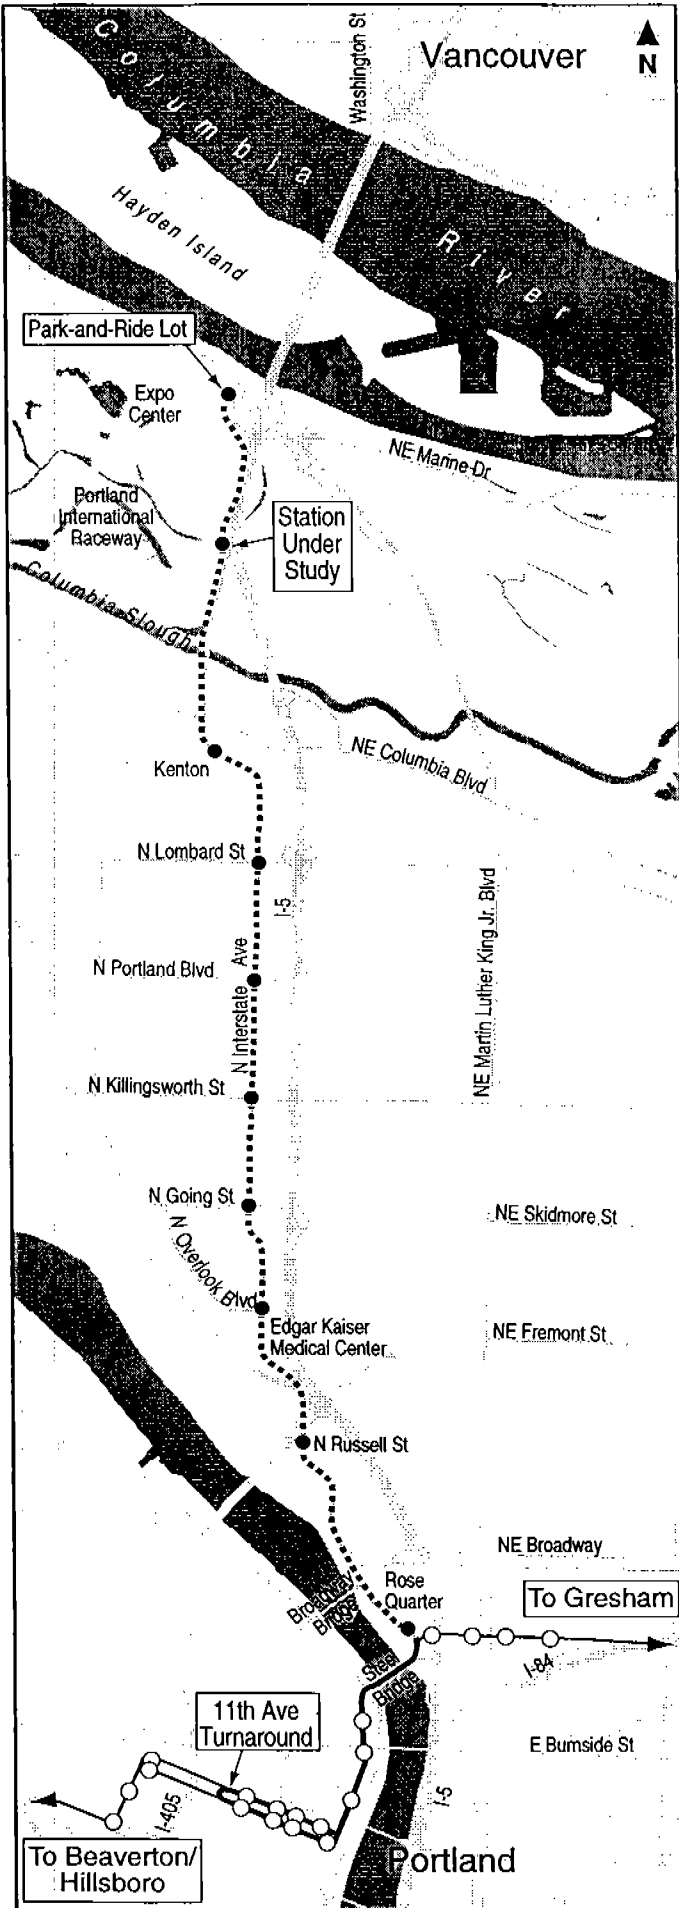 Washington St
Vancouver
N
Columbia
River
Hayden Island
Park-and-Ride Lot
Expo
Center
NE Marine Dr
Portland
International
Raceway
Station
Under
Study
Columbia Slough
Kenton
NE Columbia Blvd
N Lombard St
I-5
N Portland Blvd
N Interstate Ave
NE Martin Luther King Jr. Blvd
N Killingsworth St
N Going St
NE Skidmore St
N Overlook Blvd
Edgar Kaiser
Medical Center
NE Fremont St
N Russell St
NE Broadway
Rose
Quarter
To Gresham
Broadway
Bridge
Steel
Bridge
I-84
11th Ave
Turnaround
E Burnside St
I-405
I-5
To Beaverton/
Hillsboro
Portland